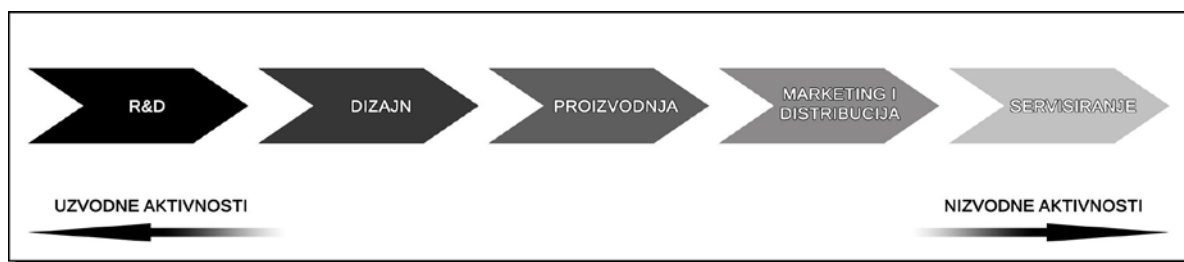 R&D
DIZAJN
PROIZVODNJA
MARKETING I
DISTRIBUCIJA
SERVISIRANJE
UZVODNE AKTIVNOSTI
NIZVODNE AKTIVNOSTI